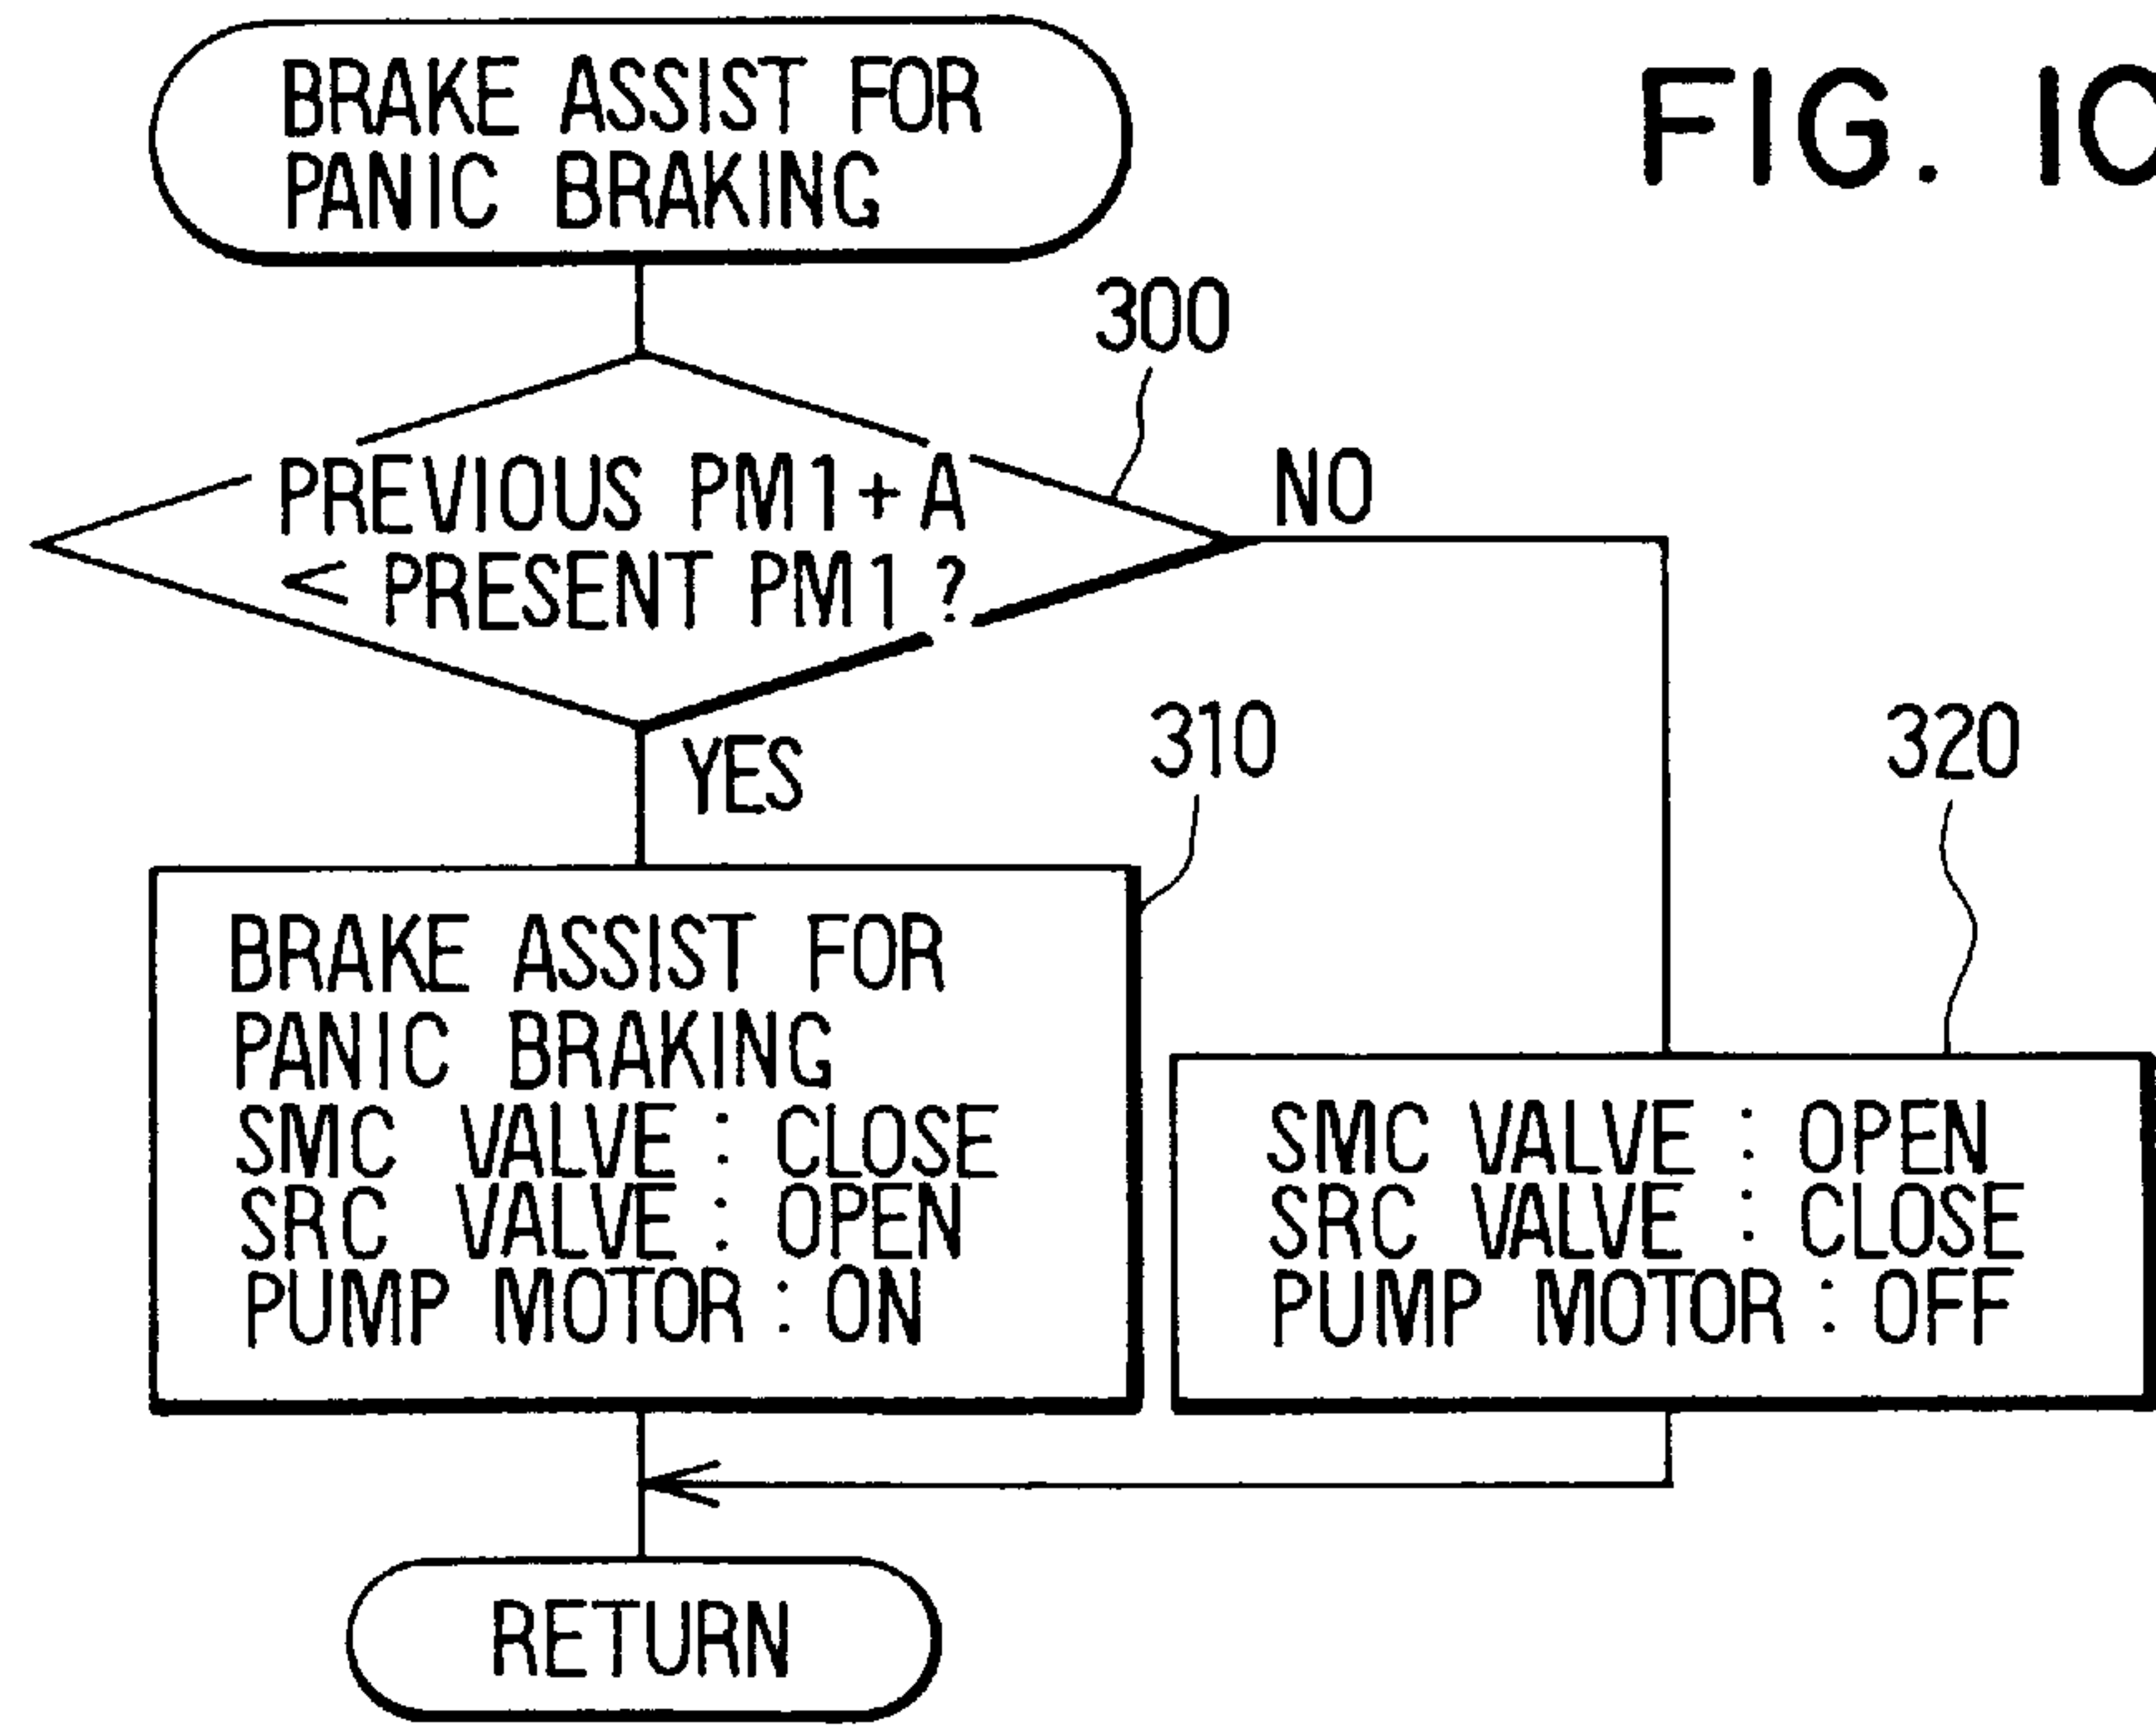 BRAKE ASSIST FOR
PANIC BRAKING
FIG. 10
300
PREVIOUS PM1+A
< PRESENT PM1 ?
NO
YES
310
320
BRAKE ASSIST FOR
PANIC BRAKING
SMC VALVE : CLOSE
SRC VALVE : OPEN
PUMP MOTOR : ON
SMC VALVE : OPEN
SRC VALVE : CLOSE
PUMP MOTOR : OFF
RETURN